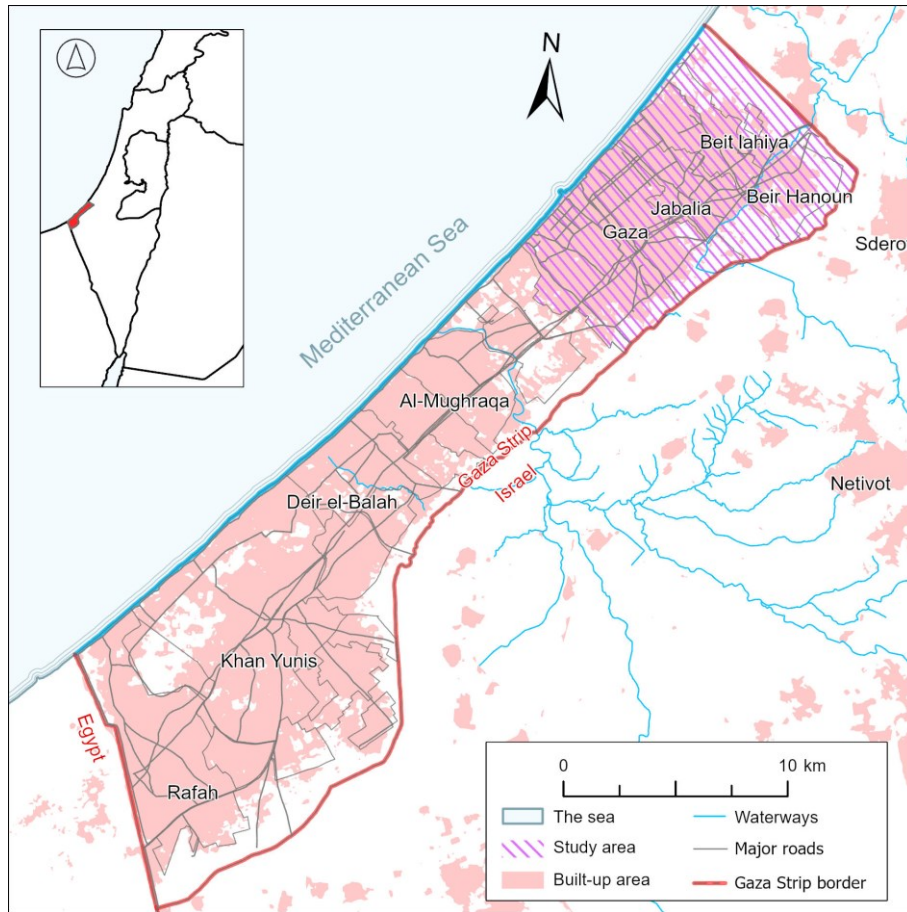 N
Beit lahiya
Beir Hanoun
Jabalia
Gaza
Sderot
Mediterranean Sea
Al-Mughraqa
Gaza Strip
Israel
Netivot
Deir el-Balah
Khan Yunis
Egypt
Rafah
0 10 km
The sea
Waterways
Study area
Major roads
Built-up area
Gaza Strip border